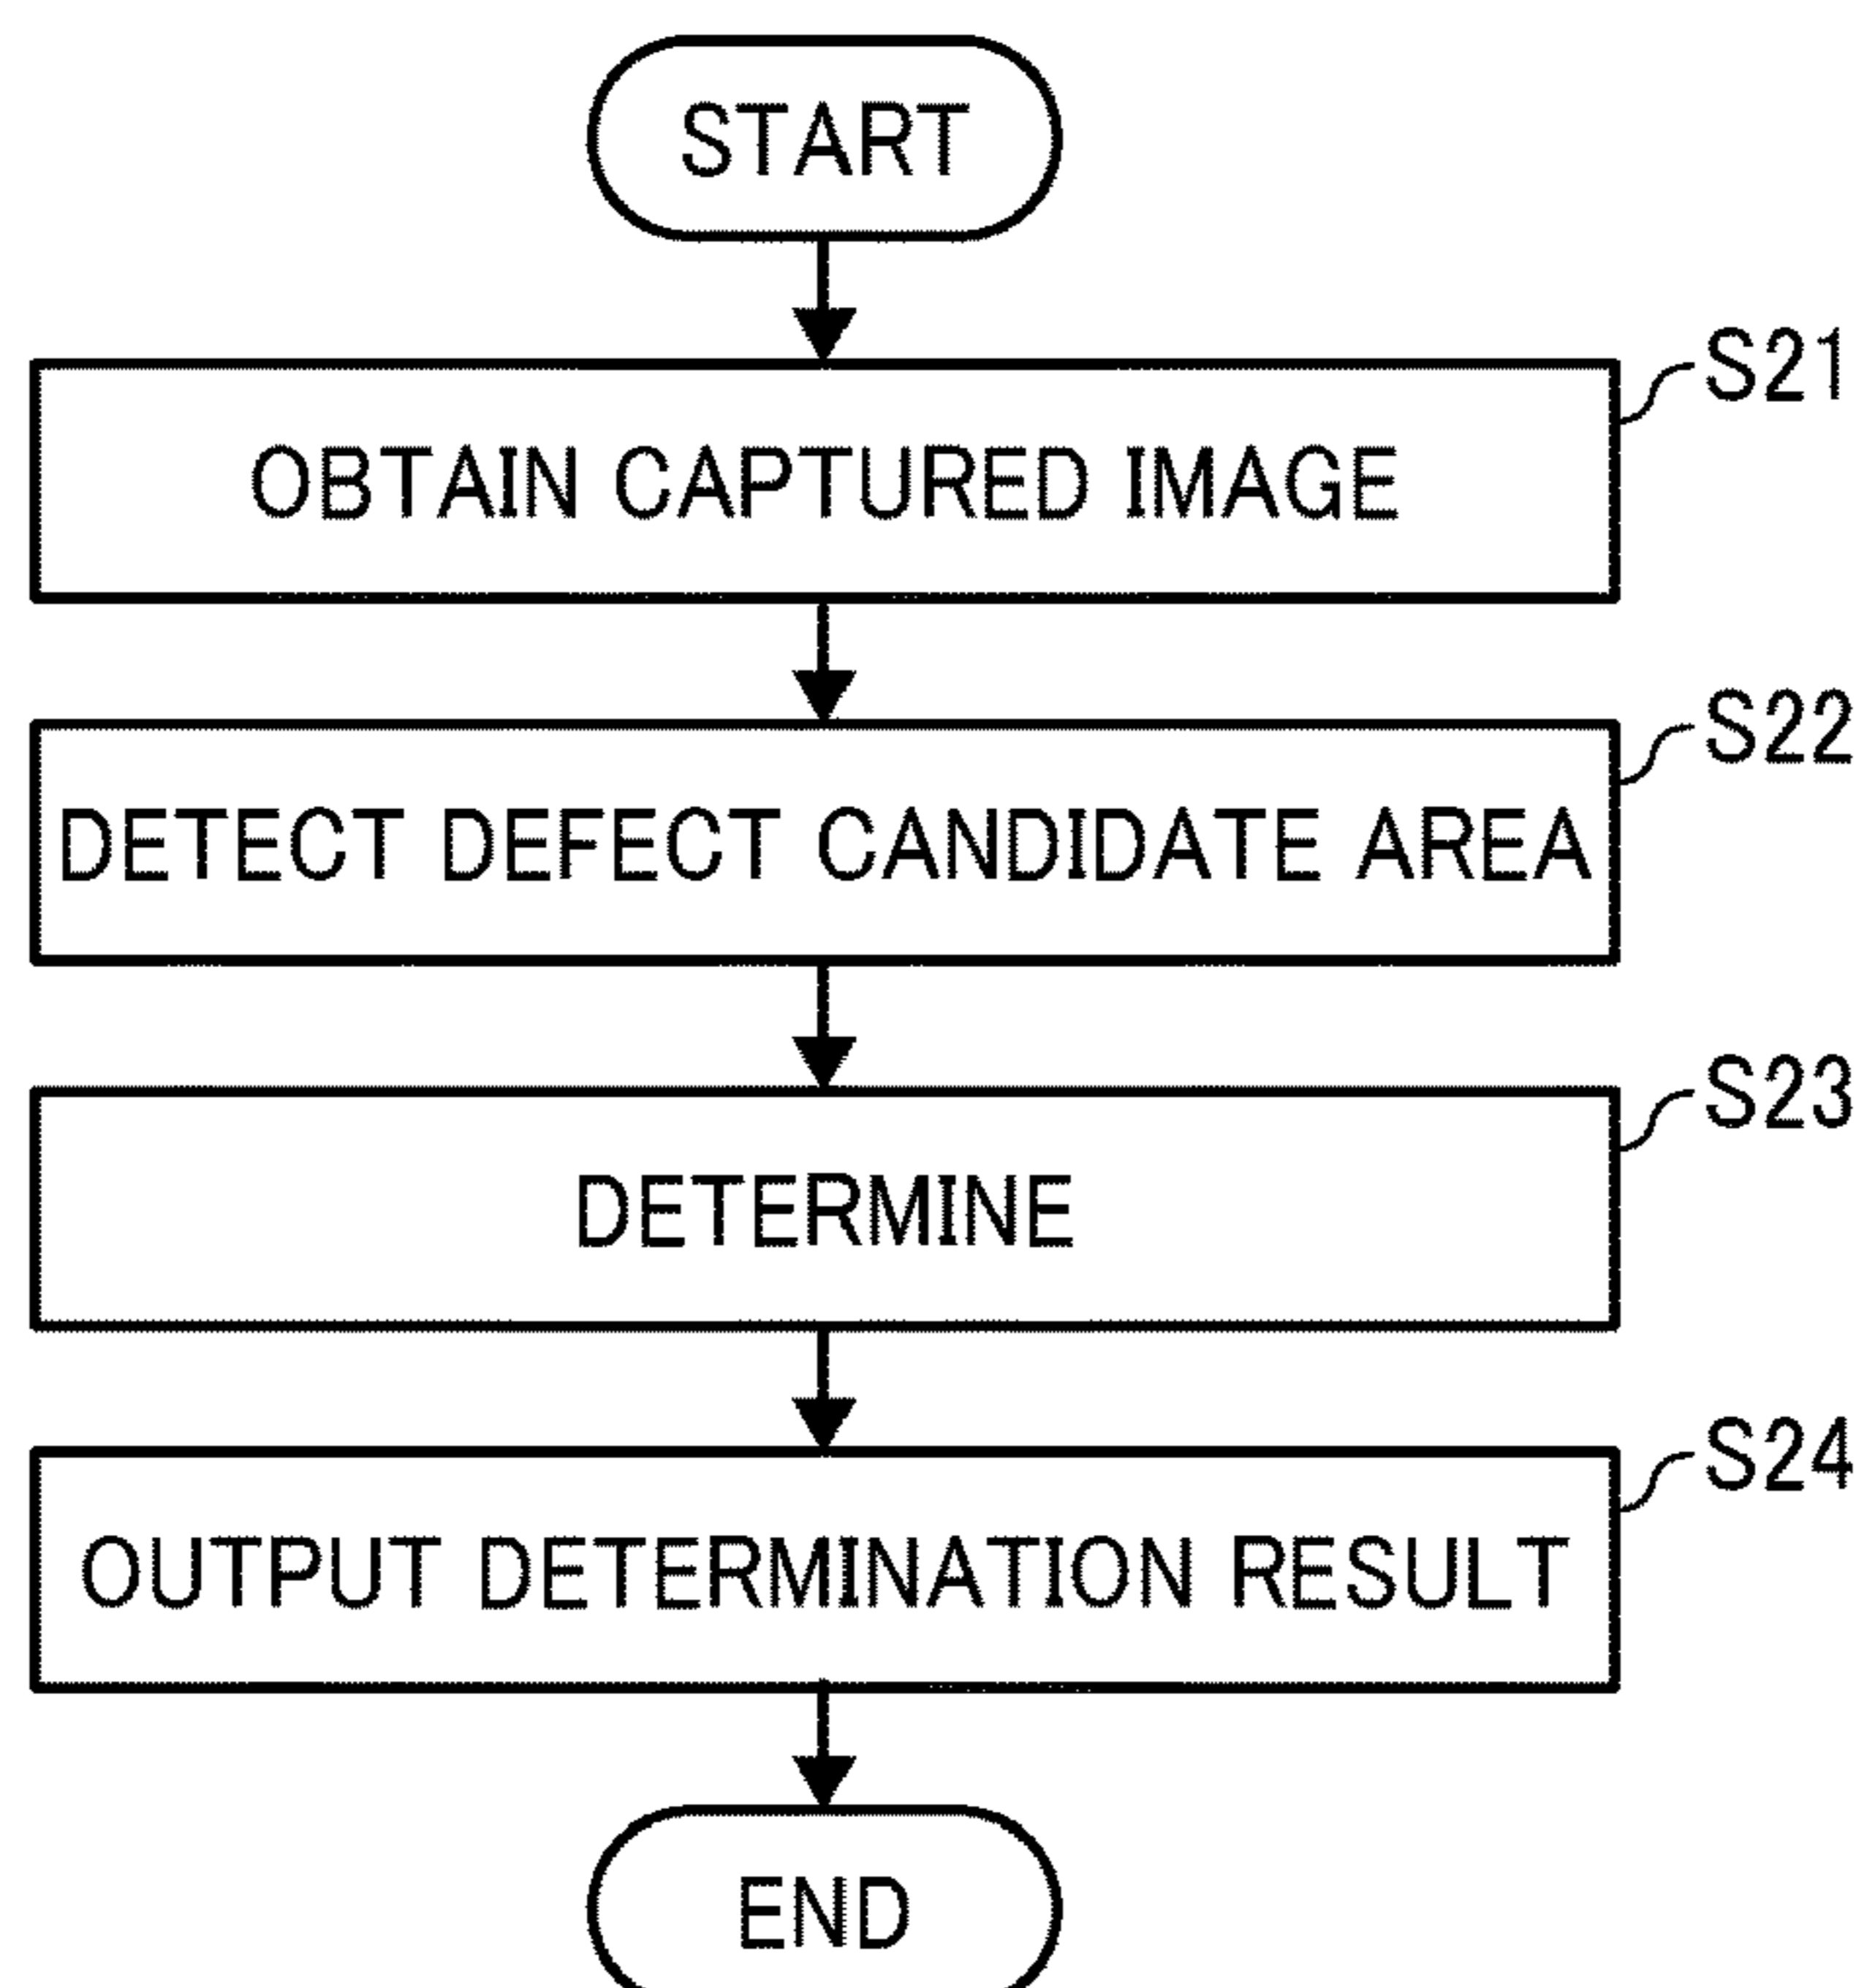 START
S21
OBTAIN CAPTURED IMAGE
S22
DETECT DEFECT CANDIDATE AREA
S23
DETERMINE
S24
OUTPUT DETERMINATION RESULT
END